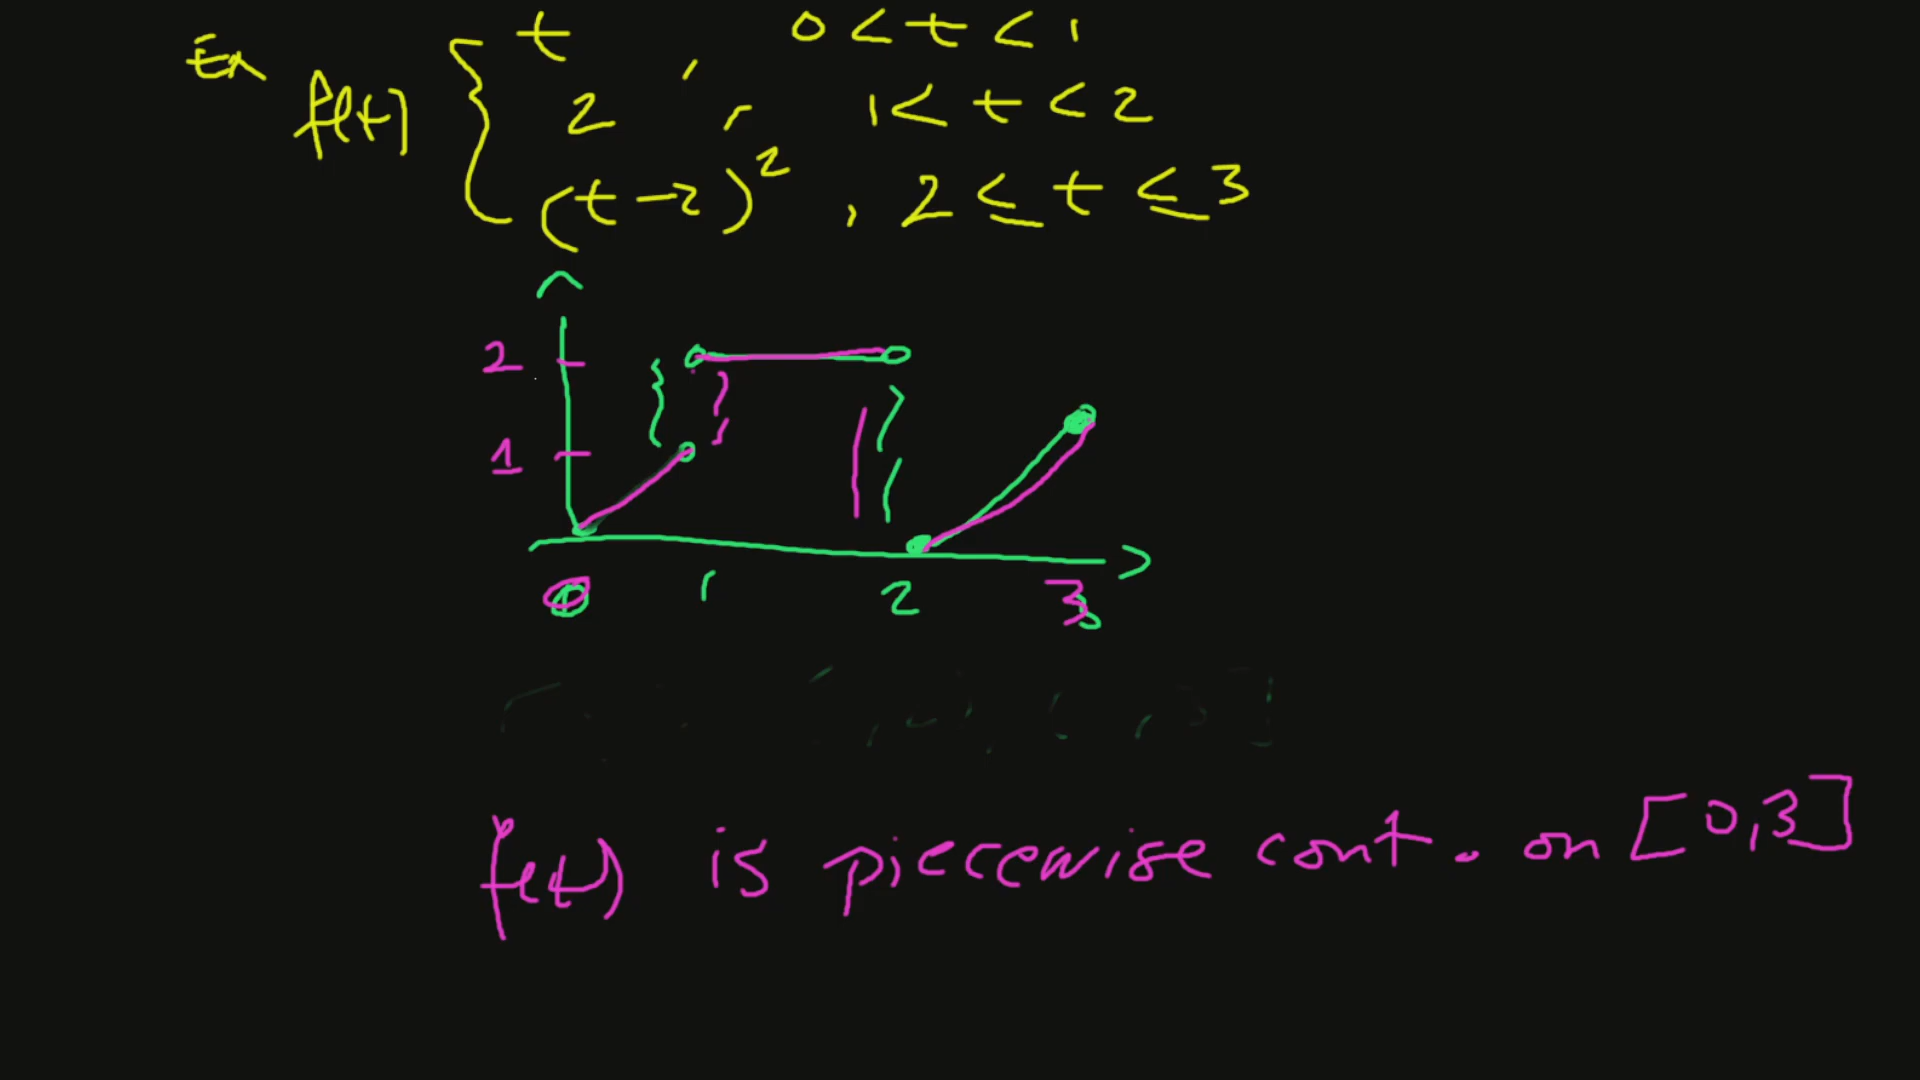 Ex f(t) { t , 0 < t < 1
2 , 1 < t < 2
(t-2)² , 2 ≤ t ≤ 3
2
1
0 1 2 3
f(t) is piecewise cont. on [0,3]